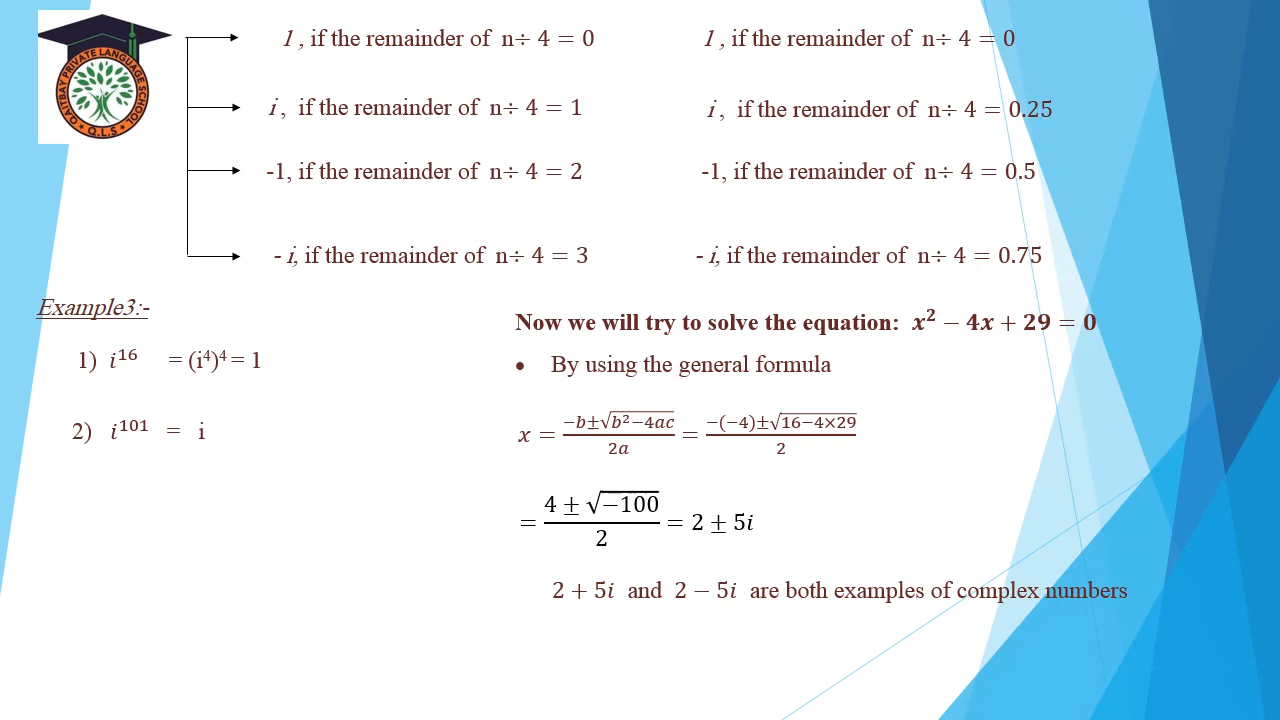 QAITBAY PRIVATE LANGUAGE SCHOOL
* Q.L.S *
1 , if the remainder of n÷ 4 = 0
1 , if the remainder of n÷ 4 = 0
i , if the remainder of n÷ 4 = 1
i , if the remainder of n÷ 4 = 0.25
-1, if the remainder of n÷ 4 = 2
-1, if the remainder of n÷ 4 = 0.5
- i, if the remainder of n÷ 4 = 3
- i, if the remainder of n÷ 4 = 0.75
Example3:-
1) i¹⁶ = (i⁴)⁴ = 1
2) i¹⁰¹ = i
Now we will try to solve the equation: x² − 4x + 29 = 0
• By using the general formula
x = (−b±√(b²−4ac))/(2a) = (−(−4)±√(16−4×29))/2
= (4 ± √(−100))/2 = 2 ± 5i
2 + 5i and 2 − 5i are both examples of complex numbers